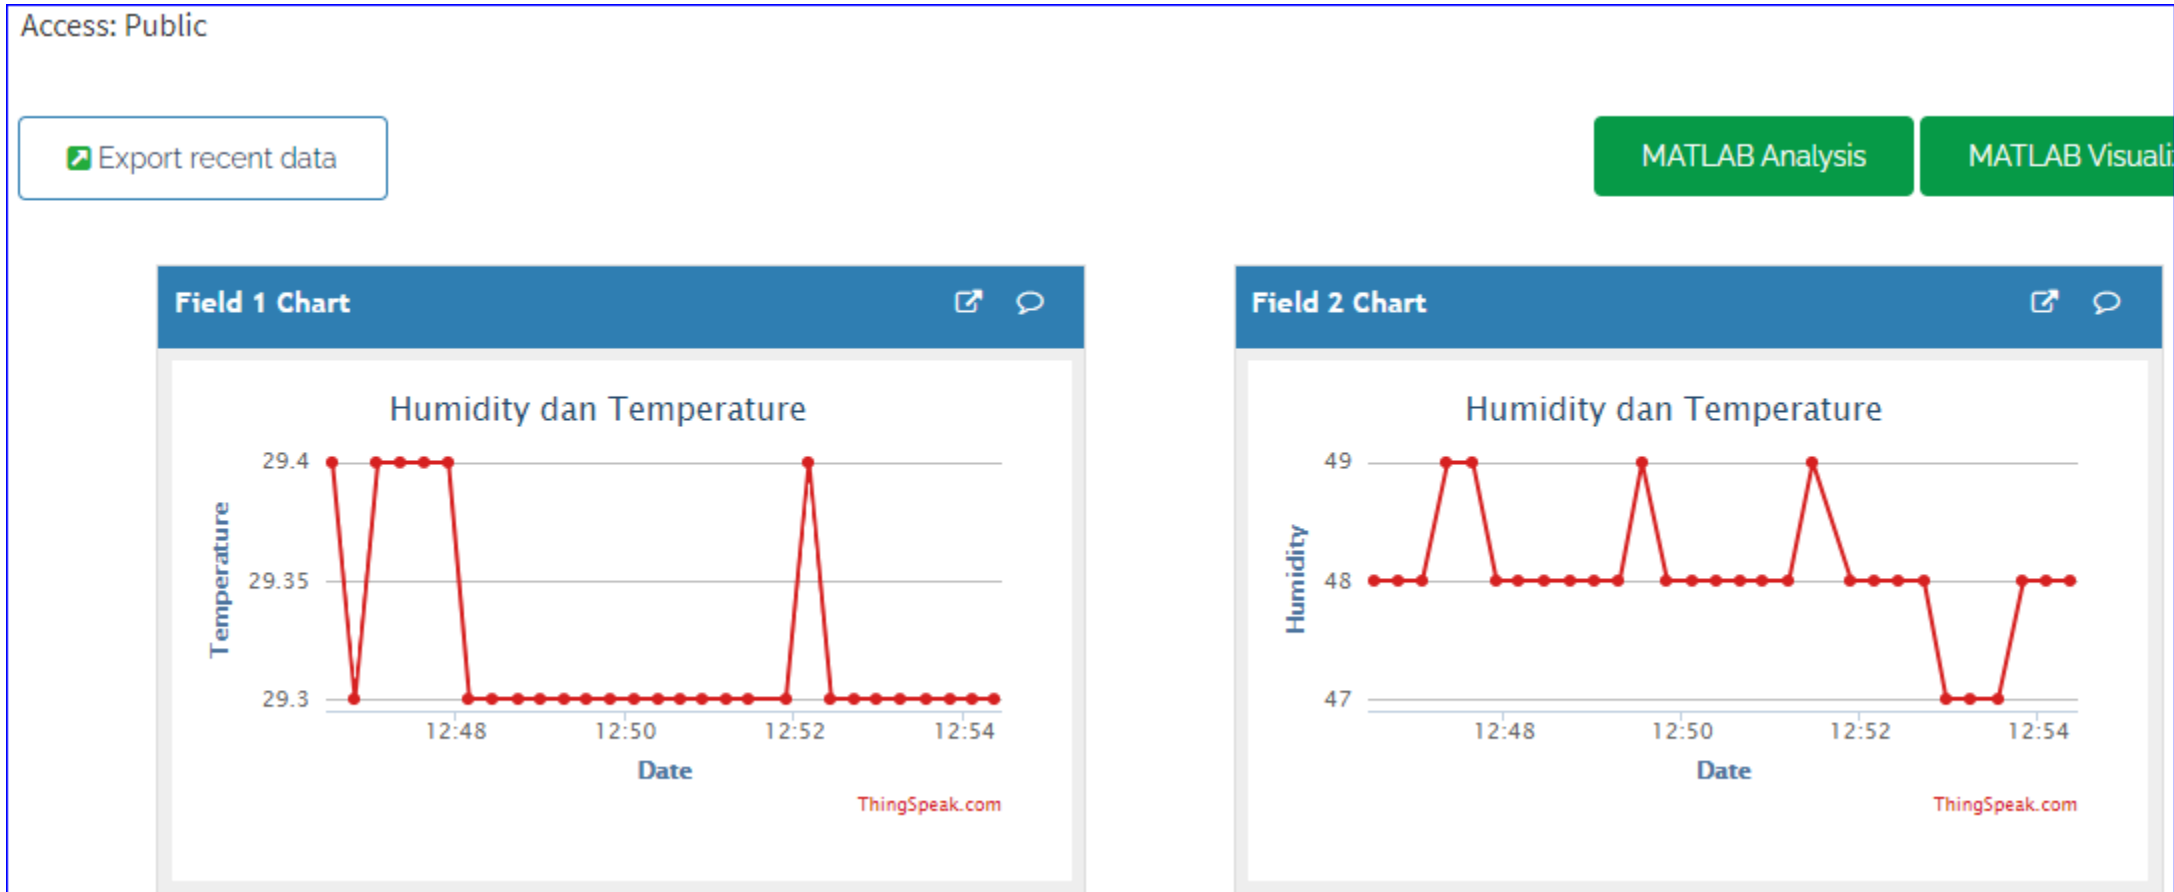 Access: Public
Export recent data
MATLAB Analysis
MATLAB Visuali
Field 1 Chart
Humidity dan Temperature
Temperature
29.4
29.35
29.3
12:48 12:50 12:52 12:54
Date
ThingSpeak.com
Field 2 Chart
Humidity dan Temperature
Humidity
49
48
47
12:48 12:50 12:52 12:54
Date
ThingSpeak.com